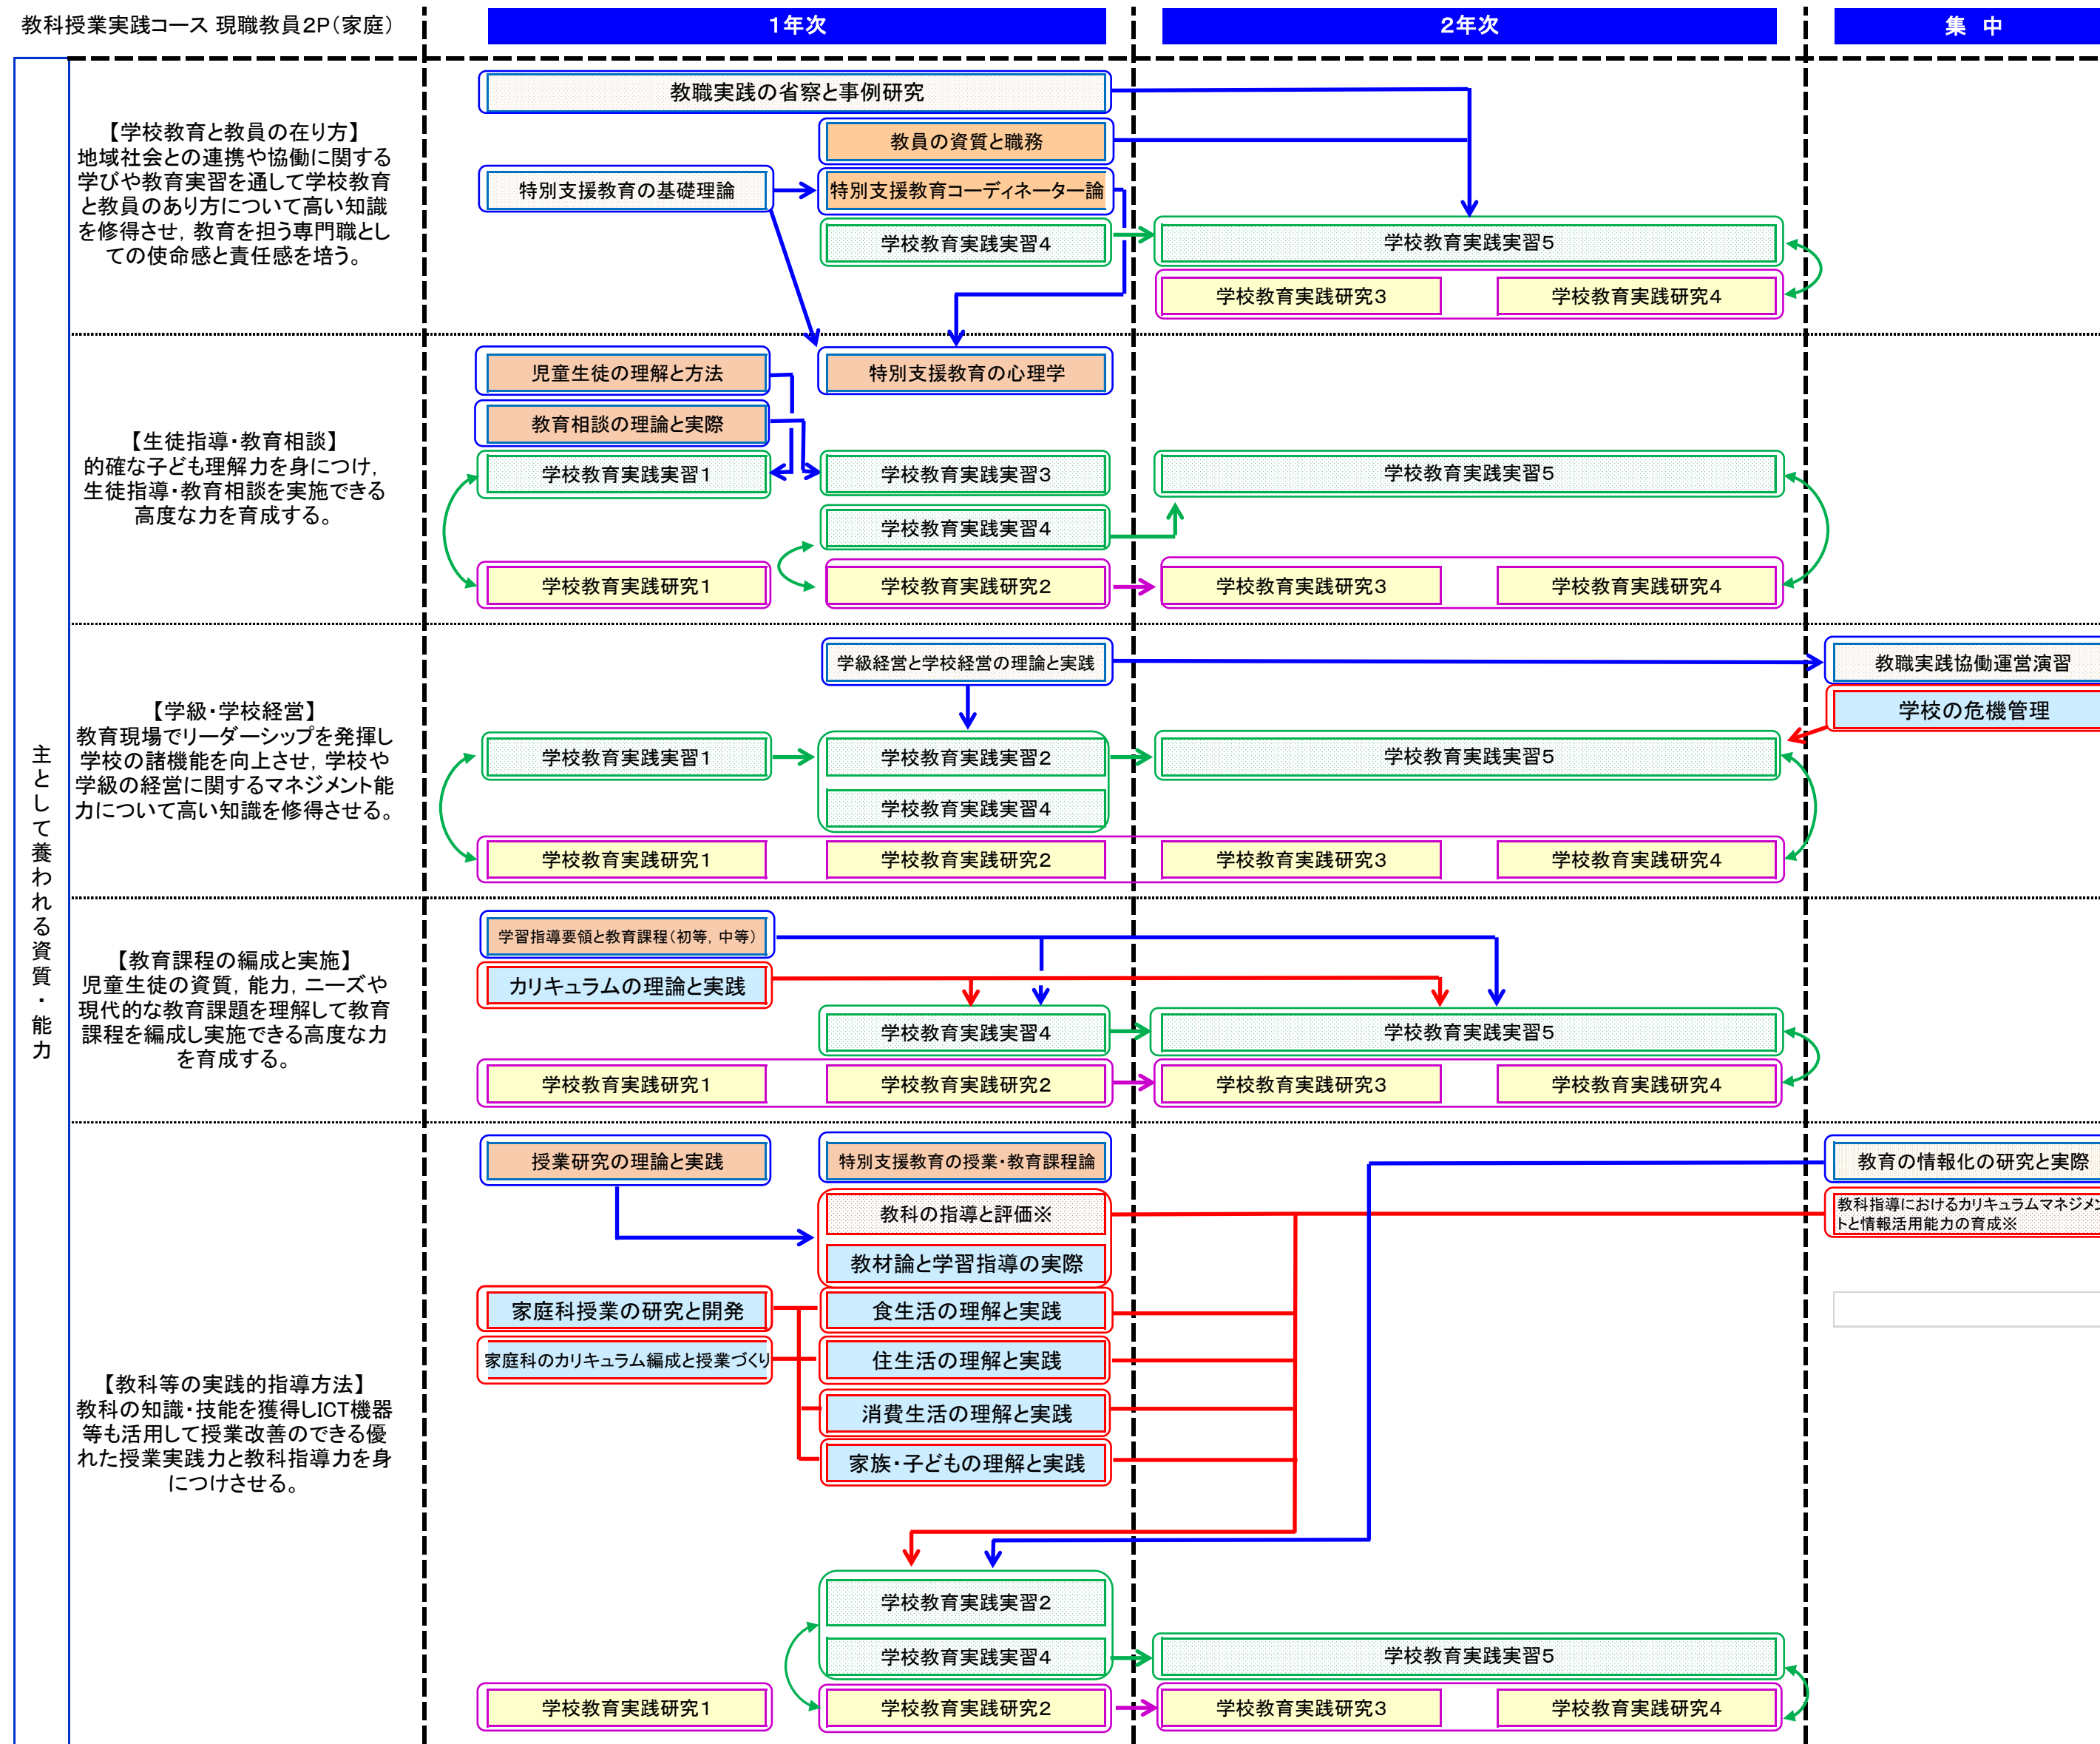 教科授業実践コース 現職教員2P(家庭)
1年次
2年次
集 中
主として養われる資質・能力
【学校教育と教員の在り方】
地域社会との連携や協働に関する
学びや教育実習を通して学校教育
と教員のあり方について高い知識
を修得させ，教育を担う専門職とし
ての使命感と責任感を培う。
教職実践の省察と事例研究
教員の資質と職務
特別支援教育の基礎理論
特別支援教育コーディネーター論
学校教育実践実習4
学校教育実践実習5
学校教育実践研究3
学校教育実践研究4
【生徒指導・教育相談】
的確な子ども理解力を身につけ，
生徒指導・教育相談を実施できる
高度な力を育成する。
児童生徒の理解と方法
特別支援教育の心理学
教育相談の理論と実際
学校教育実践実習1
学校教育実践実習3
学校教育実践実習5
学校教育実践実習4
学校教育実践研究1
学校教育実践研究2
学校教育実践研究3
学校教育実践研究4
【学級・学校経営】
教育現場でリーダーシップを発揮し
学校の諸機能を向上させ，学校や
学級の経営に関するマネジメント能
力について高い知識を修得させる。
学級経営と学校経営の理論と実践
教職実践協働運営演習
学校の危機管理
学校教育実践実習1
学校教育実践実習2
学校教育実践実習5
学校教育実践実習4
学校教育実践研究1
学校教育実践研究2
学校教育実践研究3
学校教育実践研究4
【教育課程の編成と実施】
児童生徒の資質，能力，ニーズや
現代的な教育課題を理解して教育
課程を編成し実施できる高度な力
を育成する。
学習指導要領と教育課程(初等，中等)
カリキュラムの理論と実践
学校教育実践実習4
学校教育実践実習5
学校教育実践研究1
学校教育実践研究2
学校教育実践研究3
学校教育実践研究4
【教科等の実践的指導方法】
教科の知識・技能を獲得しICT機器
等も活用して授業改善のできる優
れた授業実践力と教科指導力を身
につけさせる。
授業研究の理論と実践
特別支援教育の授業・教育課程論
教育の情報化の研究と実際
教科の指導と評価※
教科指導におけるカリキュラムマネジメン
トと情報活用能力の育成※
教材論と学習指導の実際
家庭科授業の研究と開発
食生活の理解と実践
家庭科のカリキュラム編成と授業づくり
住生活の理解と実践
消費生活の理解と実践
家族・子どもの理解と実践
学校教育実践実習2
学校教育実践実習4
学校教育実践実習5
学校教育実践研究1
学校教育実践研究2
学校教育実践研究3
学校教育実践研究4